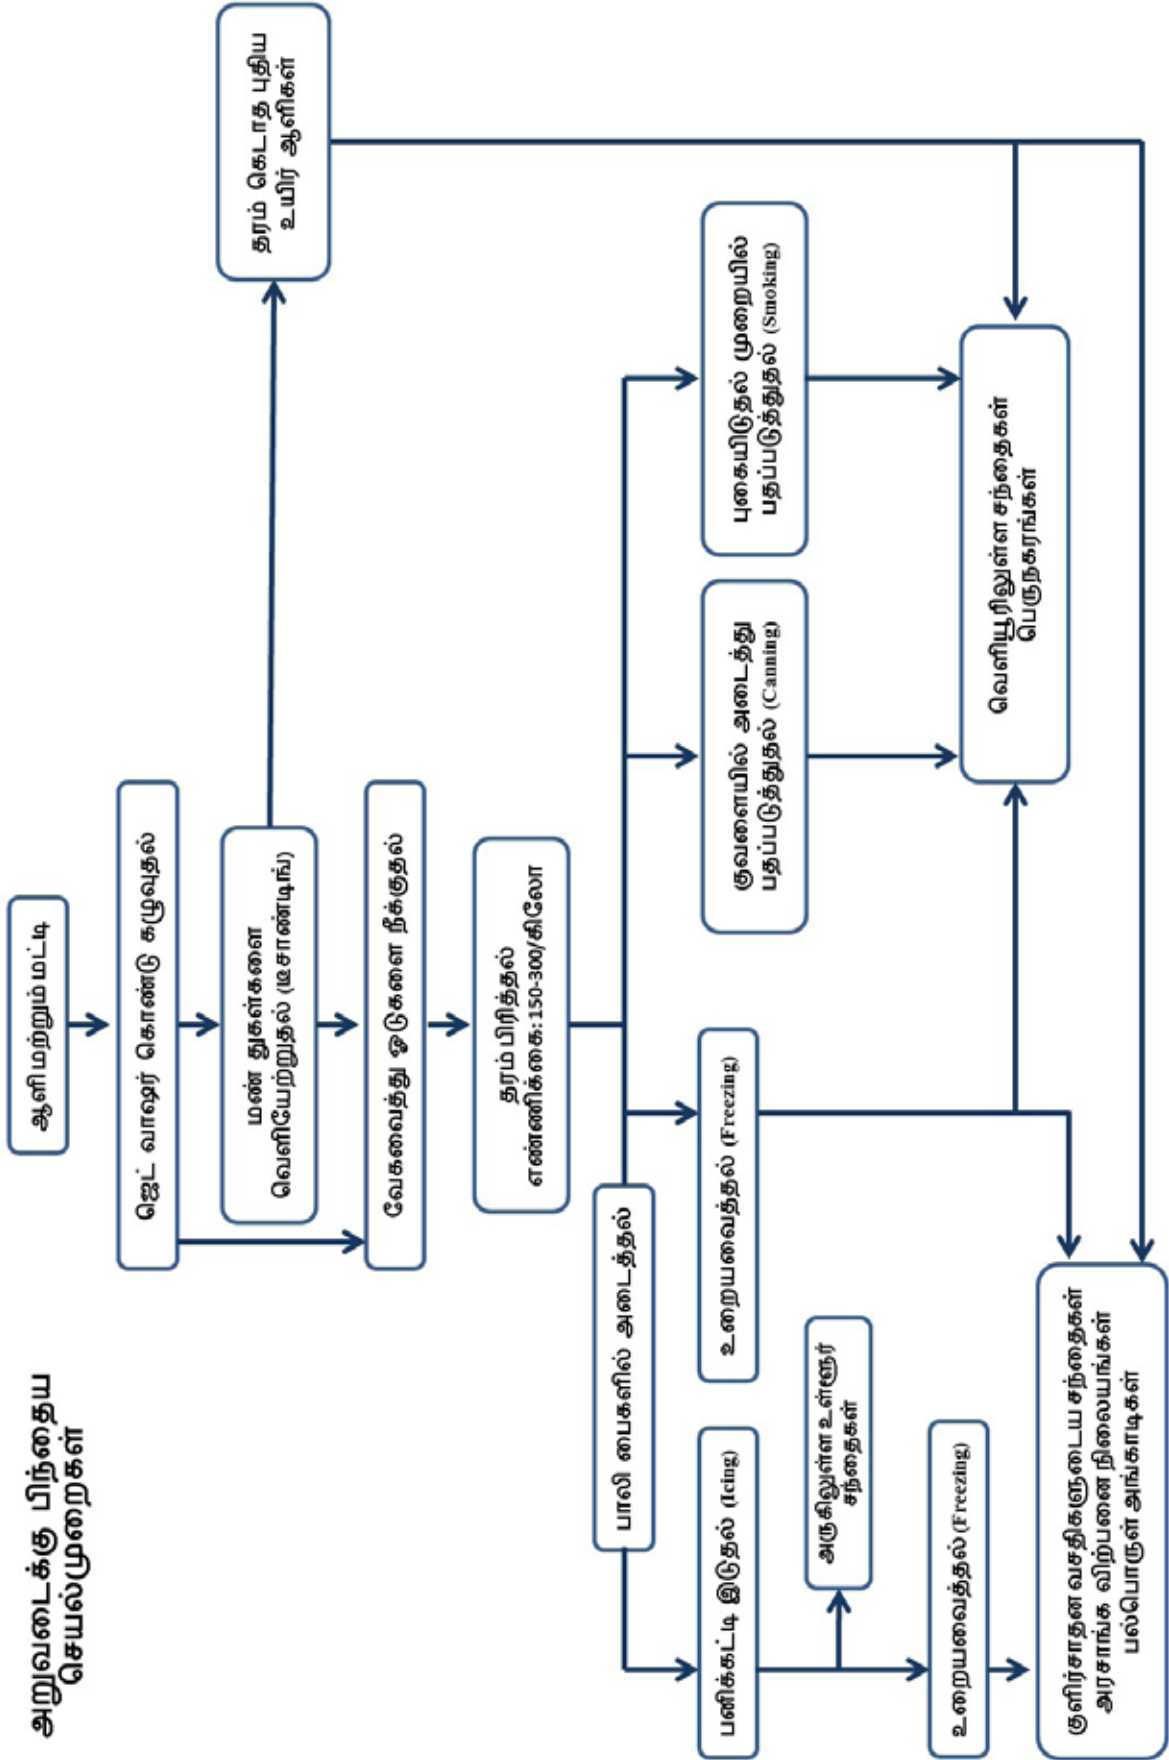 அறுவடைக்கு பிந்தைய
செயல்முறைகள்
ஆளி மற்றும் மட்டி
ஜெட் வாஷர் கொண்டு கழுவுதல்
மண் துகள்களை
வெளியேற்றுதல் (டீசாண்டிங்)
தரம் கெடாத புதிய
உயிர் ஆளிகள்
வேகவைத்து ஓடுகளை நீக்குதல்
தரம் பிரித்தல்
எண்ணிக்கை: 150-300/கிலோ
பாலி பைகளில் அடைத்தல்
பனிக்கட்டி இடுதல் (Icing)
உறையவைத்தல் (Freezing)
குவளையில் அடைத்து
பதப்படுத்துதல் (Canning)
புகையிடுதல் முறையில்
பதப்படுத்துதல் (Smoking)
அருகிலுள்ள உள்ளூர்
சந்தைகள்
உறையவைத்தல் (Freezing)
வெளியூரிலுள்ள சந்தைகள்
பெருநகரங்கள்
குளிர்சாதன வசதிகளுடைய சந்தைகள்
அரசாங்க விற்பனை நிலையங்கள்
பல்பொருள் அங்காடிகள்